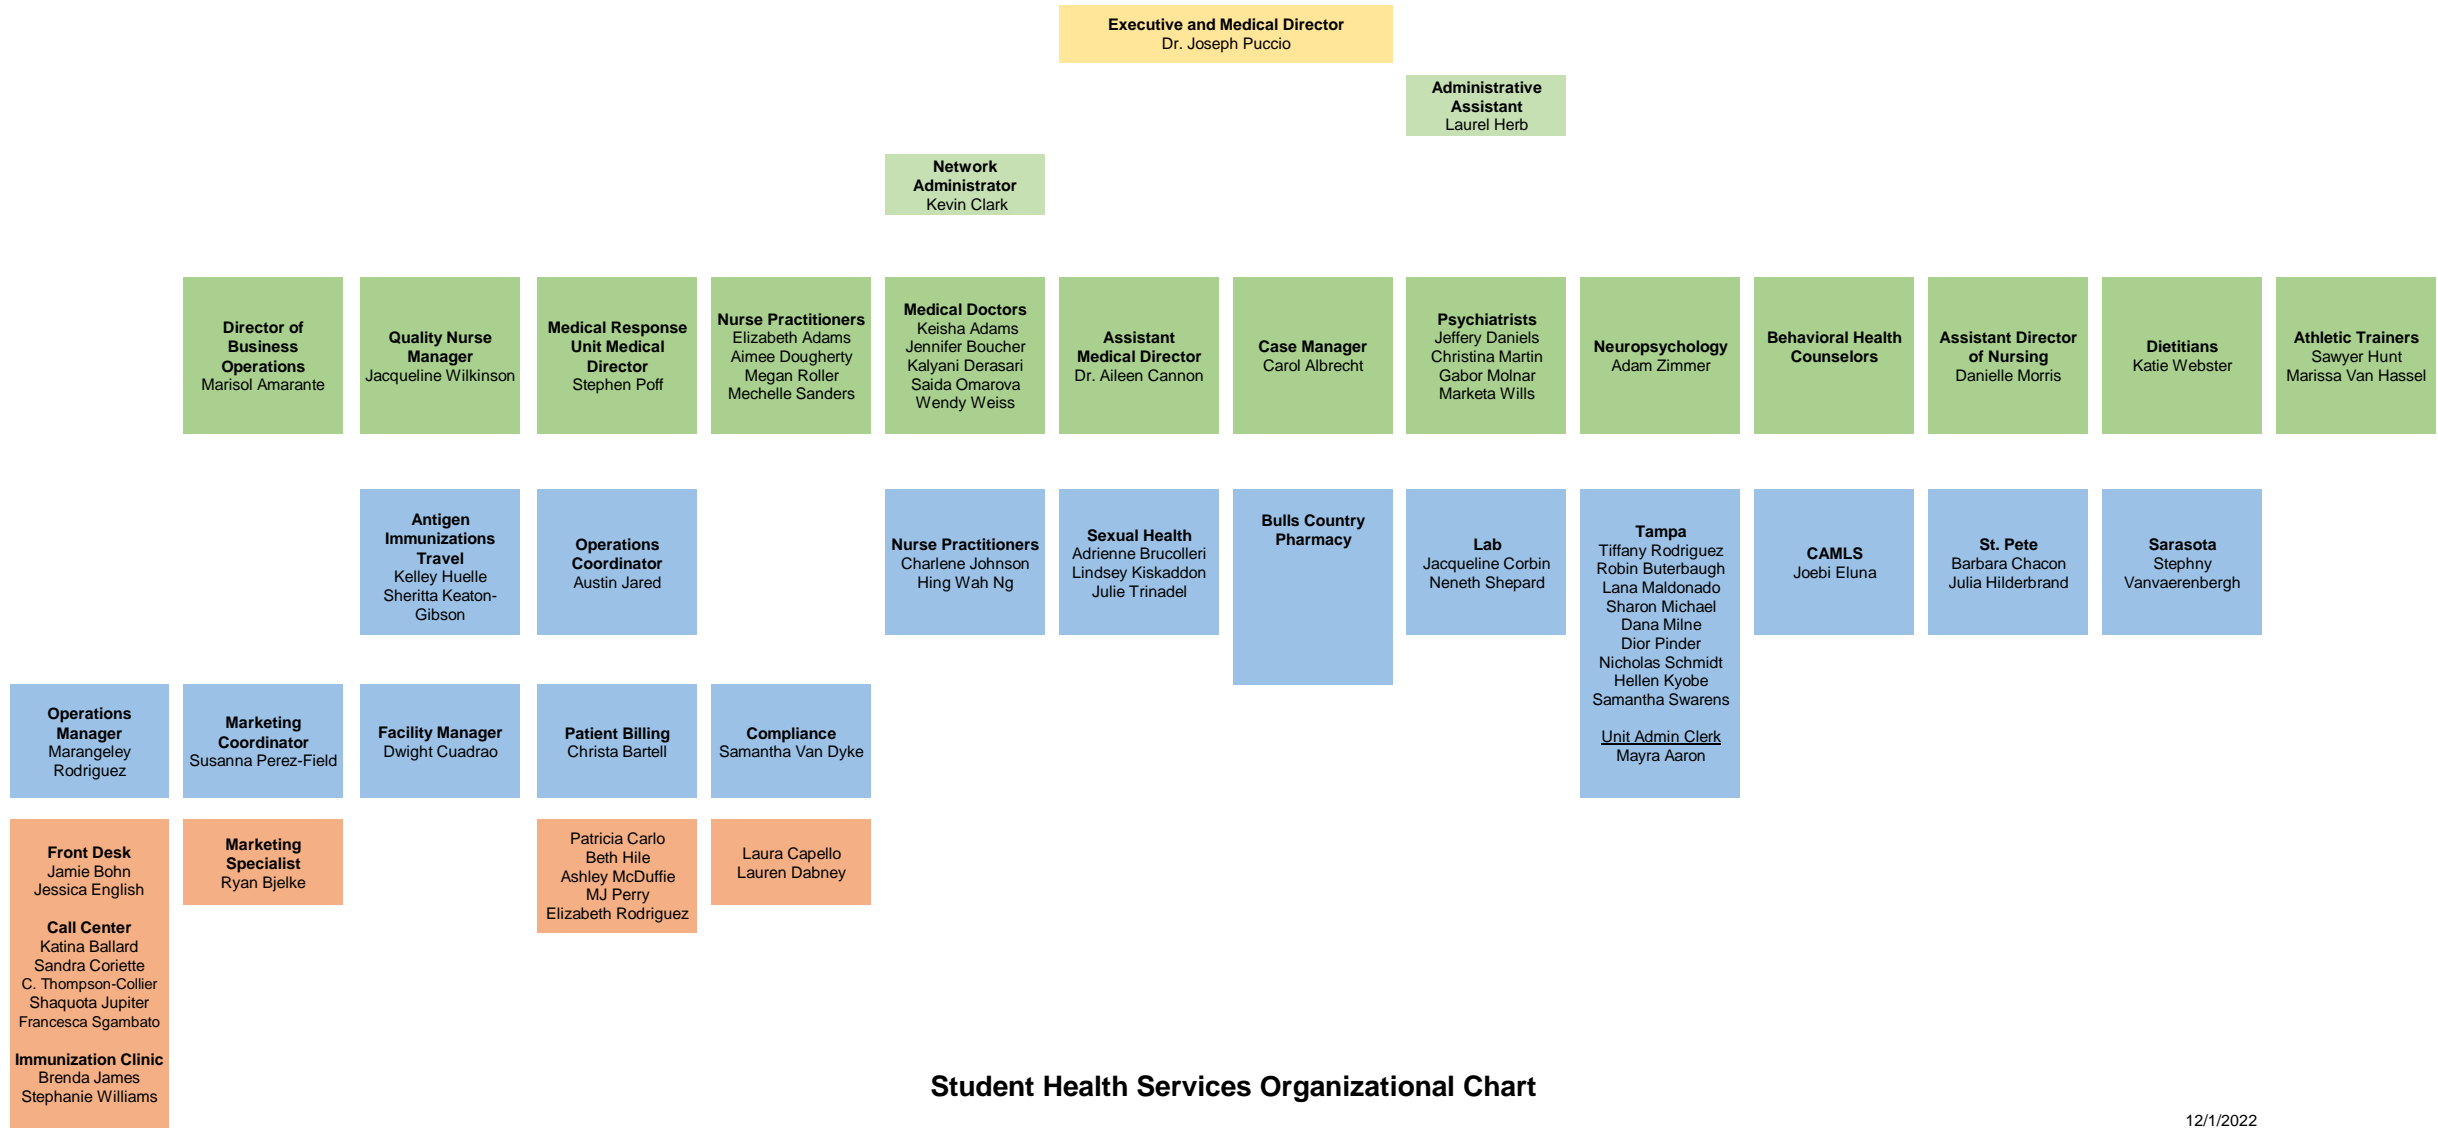 Executive and Medical Director
Dr. Joseph Puccio
Administrative
Assistant
Laurel Herb
Network
Administrator
Kevin Clark
Director of
Business
Operations
Marisol Amarante
Quality Nurse
Manager
Jacqueline Wilkinson
Medical Response
Unit Medical
Director
Stephen Poff
Nurse Practitioners
Elizabeth Adams
Aimee Dougherty
Megan Roller
Mechelle Sanders
Medical Doctors
Keisha Adams
Jennifer Boucher
Kalyani Derasari
Saida Omarova
Wendy Weiss
Assistant
Medical Director
Dr. Aileen Cannon
Case Manager
Carol Albrecht
Psychiatrists
Jeffery Daniels
Christina Martin
Gabor Molnar
Marketa Wills
Neuropsychology
Adam Zimmer
Behavioral Health
Counselors
Assistant Director
of Nursing
Danielle Morris
Dietitians
Katie Webster
Athletic Trainers
Sawyer Hunt
Marissa Van Hassel
Antigen
Immunizations
Travel
Kelley Huelle
Sheritta Keaton-
Gibson
Operations
Coordinator
Austin Jared
Nurse Practitioners
Charlene Johnson
Hing Wah Ng
Sexual Health
Adrienne Brucolleri
Lindsey Kiskaddon
Julie Trinadel
Bulls Country
Pharmacy
Lab
Jacqueline Corbin
Neneth Shepard
Tampa
Tiffany Rodriguez
Robin Buterbaugh
Lana Maldonado
Sharon Michael
Dana Milne
Dior Pinder
Nicholas Schmidt
Hellen Kyobe
Samantha Swarens
Unit Admin Clerk
Mayra Aaron
CAMLS
Joebi Eluna
St. Pete
Barbara Chacon
Julia Hilderbrand
Sarasota
Stephny
Vanvaerenbergh
Operations
Manager
Marangeley
Rodriguez
Marketing
Coordinator
Susanna Perez-Field
Facility Manager
Dwight Cuadrao
Patient Billing
Christa Bartell
Compliance
Samantha Van Dyke
Front Desk
Jamie Bohn
Jessica English
Call Center
Katina Ballard
Sandra Coriette
C. Thompson-Collier
Shaquota Jupiter
Francesca Sgambato
Immunization Clinic
Brenda James
Stephanie Williams
Marketing
Specialist
Ryan Bjelke
Patricia Carlo
Beth Hile
Ashley McDuffie
MJ Perry
Elizabeth Rodriguez
Laura Capello
Lauren Dabney
Student Health Services Organizational Chart
12/1/2022